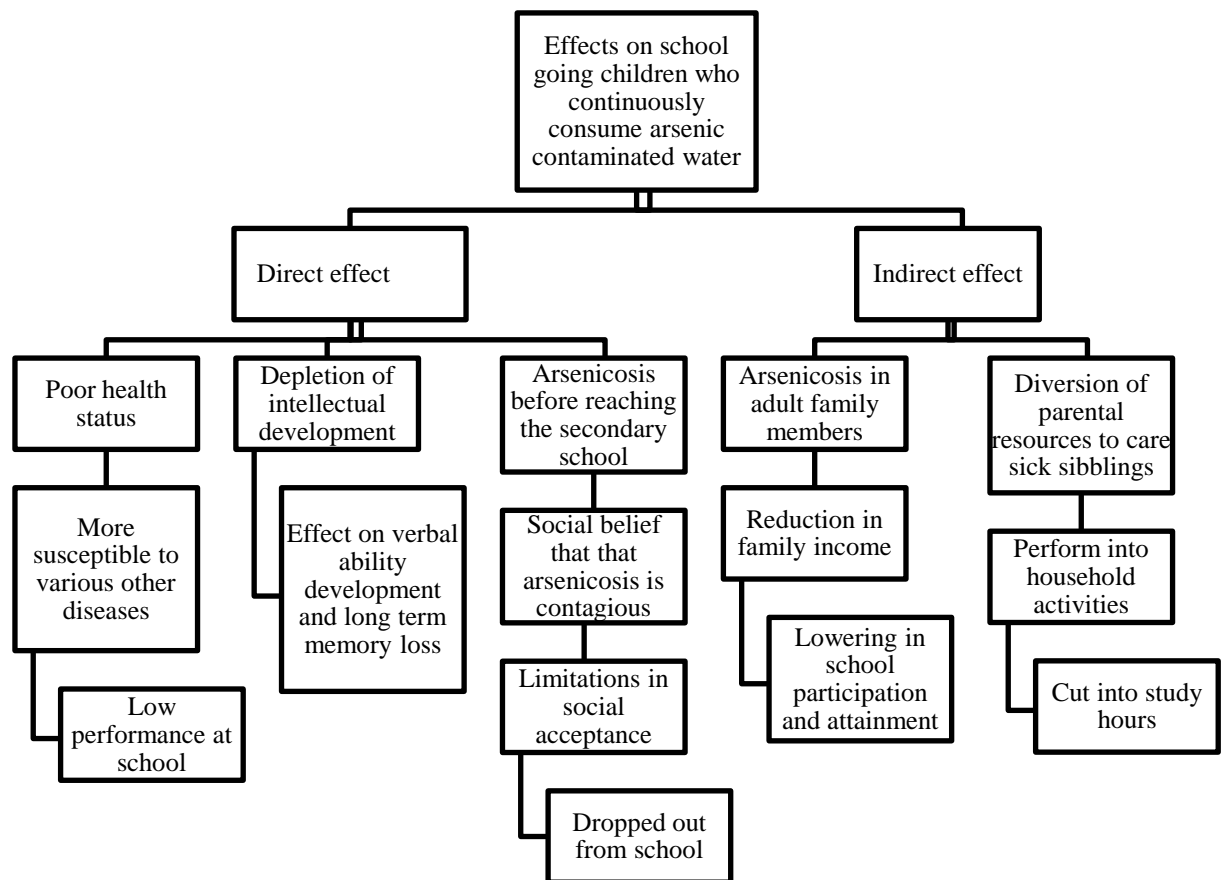 Effects on school
going children who
continuously
consume arsenic
contaminated water
Direct effect
Indirect effect
Poor health
status
Depletion of
intellectual
development
Arsenicosis
before reaching
the secondary
school
Arsenicosis in
adult family
members
Diversion of
parental
resources to care
sick sibblings
More
susceptible to
various other
diseases
Effect on verbal
ability
development
and long term
memory loss
Social belief
that that
arsenicosis is
contagious
Reduction in
family income
Perform into
household
activities
Low
performance at
school
Limitations in
social
acceptance
Lowering in
school
participation
and attainment
Cut into study
hours
Dropped out
from school